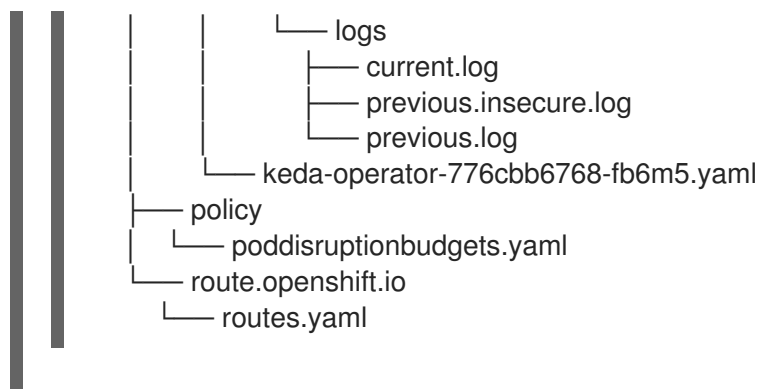 │ │ └── logs
│ │ ├── current.log
│ │ ├── previous.insecure.log
│ │ └── previous.log
│ └── keda-operator-776cbb6768-fb6m5.yaml
├── policy
│ └── poddisruptionbudgets.yaml
└── route.openshift.io
└── routes.yaml